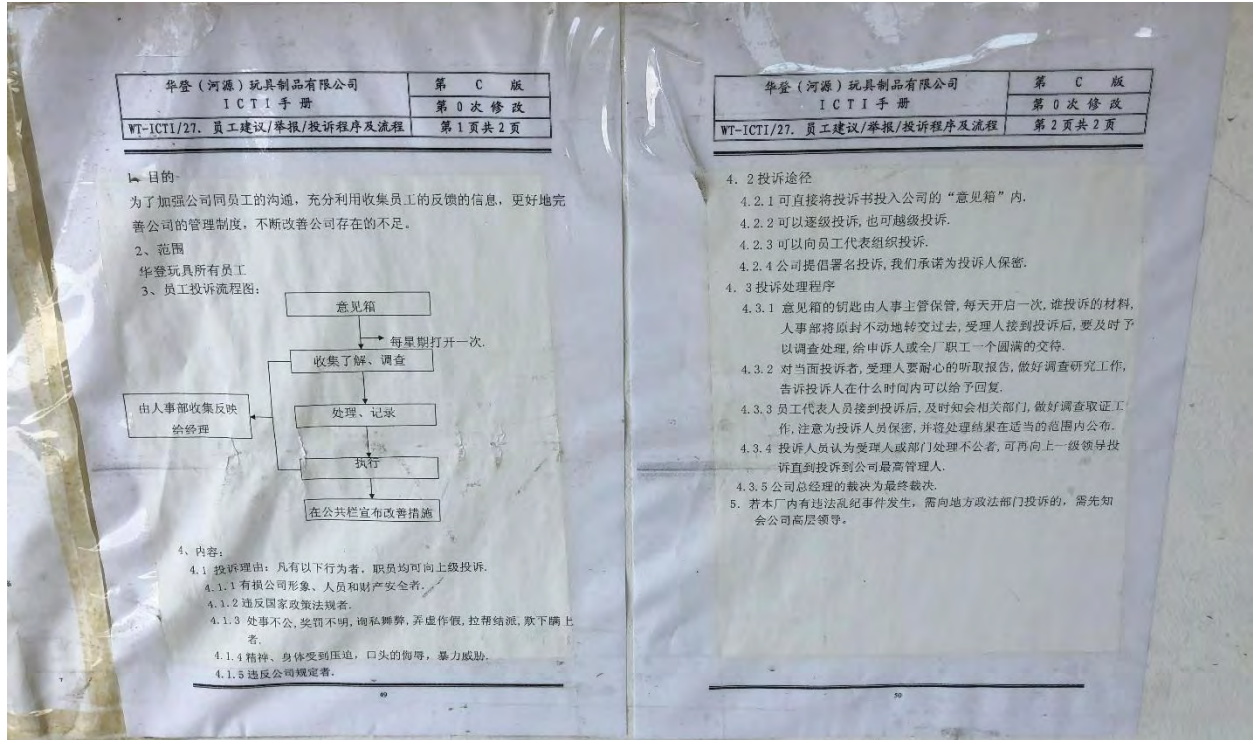 华登（河源）玩具制品有限公司
ICTI手册
WT-ICTI/27. 员工建议/举报/投诉程序及流程
第 C 版
第 0 次 修 改
第 1 页 共 2 页
1、目的
为了加强公司同员工的沟通，充分利用收集员工的反馈的信息，更好地完
善公司的管理制度，不断改善公司存在的不足。
2、范围
华登玩具所有员工
3、员工投诉流程图：
意见箱
每星期打开一次.
收集了解、调查
由人事部收集反映
给经理
处理、记录
执行
在公共栏宣布改善措施
4、内容：
4.1 投诉理由：凡有以下行为者，职员均可向上级投诉.
4.1.1 有损公司形象、人员和财产安全者.
4.1.2 违反国家政策法规者.
4.1.3 处事不公,奖罚不明,徇私舞弊,弄虚作假,拉帮结派,欺下瞒上
者.
4.1.4 精神、身体受到压迫，口头的侮辱，暴力威胁.
4.1.5 违反公司规定者.
49
华登（河源）玩具制品有限公司
ICTI手册
WT-ICTI/27. 员工建议/举报/投诉程序及流程
第 C 版
第 0 次 修 改
第 2 页 共 2 页
4．2 投诉途径
4.2.1 可直接将投诉书投入公司的“意见箱”内.
4.2.2 可以逐级投诉,也可越级投诉.
4.2.3 可以向员工代表组织投诉.
4.2.4 公司提倡署名投诉,我们承诺为投诉人保密.
4．3 投诉处理程序
4.3.1 意见箱的钥匙由人事主管保管,每天开启一次,谁投诉的材料,
人事部将原封不动地转交过去,受理人接到投诉后,要及时予
以调查处理,给申诉人或全厂职工一个圆满的交待.
4.3.2 对当面投诉者,受理人要耐心的听取报告,做好调查研究工作,
告诉投诉人在什么时间内可以给予回复.
4.3.3 员工代表人员接到投诉后,及时知会相关部门,做好调查取证工
作,注意为投诉人员保密,并将处理结果在适当的范围内公布.
4.3.4 投诉人员认为受理人或部门处理不公者,可再向上一级领导投
诉直到投诉到公司最高管理人.
4.3.5 公司总经理的裁决为最终裁决.
5．若本厂内有违法乱纪事件发生，需向地方政法部门投诉的，需先知
会公司高层领导。
50